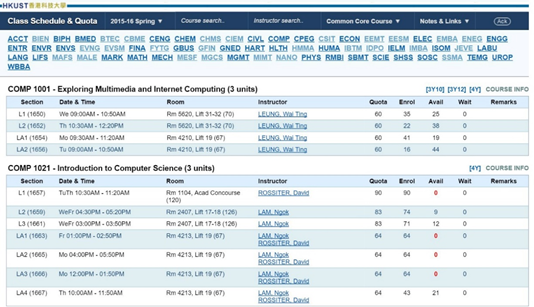 HKUST香港科技大學
Class Schedule & Quota 2015-16 Spring ▼ Course search.. Instructor search.. Common Core Course ▼ Notes & Links ▼ Ack
ACCT BIEN BIPH BMED BTEC CBME CENG CHEM CHMS CIEM CIVL COMP CPEG CSIT ECON EEMT EESM ELEC EMBA ENEG ENGG
ENTR ENVR ENVS EVNG EVSM FINA FYTG GBUS GFIN GNED HART HLTH HMMA HUMA IBTM IDPO IELM IMBA ISOM JEVE LABU
LANG LIFS MAFS MALS MARK MATH MECH MESF MGCS MGMT MIMT NANO PHYS RMBI SBMT SCIE SHSS SOSC SSMA TEMG UROP
WBBA
COMP 1001 - Exploring Multimedia and Internet Computing (3 units) [3Y10] [3Y12] [4Y] COURSE INFO
Section Date & Time Room Instructor Quota Enrol Avail Wait Remarks
L1 (1650) We 09:00AM - 10:50AM Rm 5620, Lift 31-32 (70) LEUNG, Wai Ting 60 35 25 0
L2 (1652) Th 10:30AM - 12:20PM Rm 5620, Lift 31-32 (70) LEUNG, Wai Ting 60 22 38 0
LA1 (1654) Mo 09:30AM - 11:20AM Rm 4210, Lift 19 (67) LEUNG, Wai Ting 60 41 19 0
LA2 (1656) Tu 09:00AM - 10:50AM Rm 4210, Lift 19 (67) LEUNG, Wai Ting 60 16 44 0
COMP 1021 - Introduction to Computer Science (3 units) [4Y] COURSE INFO
Section Date & Time Room Instructor Quota Enrol Avail Wait Remarks
L1 (1657) TuTh 10:30AM - 11:20AM Rm 1104, Acad Concourse ROSSITER, David 90 90 0 0
(120)
L2 (1659) WeFr 04:30PM - 05:20PM Rm 2407, Lift 17-18 (126) LAM, Ngok 83 74 9 0
L3 (1661) WeFr 03:00PM - 03:50PM Rm 2407, Lift 17-18 (126) LAM, Ngok 83 71 12 0
LA1 (1663) Fr 01:00PM - 02:50PM Rm 4213, Lift 19 (67) LAM, Ngok 64 64 0 0
ROSSITER, David
LA2 (1665) Mo 04:00PM - 05:50PM Rm 4213, Lift 19 (67) LAM, Ngok 64 64 0 0
ROSSITER, David
LA3 (1666) Mo 12:00PM - 01:50PM Rm 4213, Lift 19 (67) LAM, Ngok 64 64 0 0
ROSSITER, David
LA4 (1667) Th 10:00AM - 11:50AM Rm 4213, Lift 19 (67) LAM, Ngok 64 43 21 0
ROSSITER, David